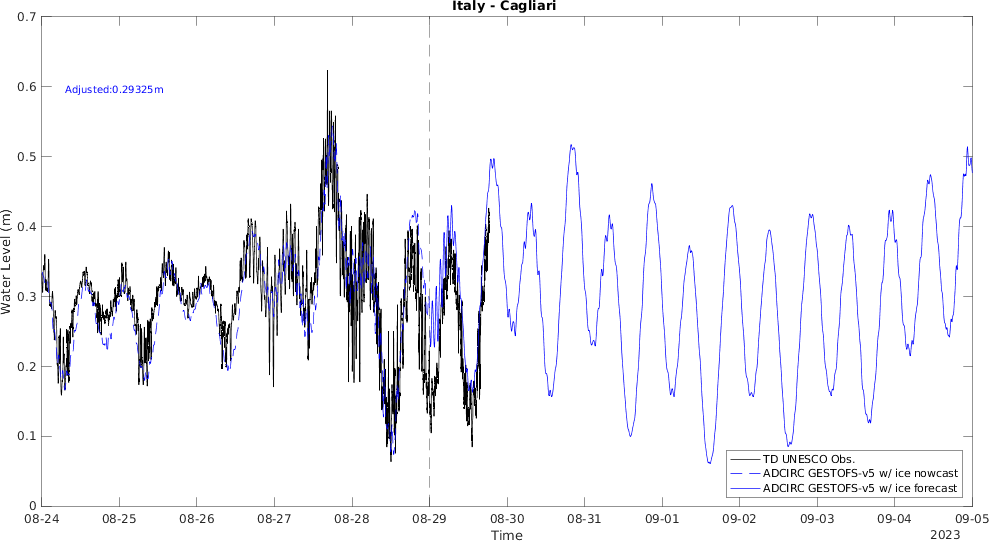 Italy - Cagliari
0.7
0.6
0.5
0.4
0.3
0.2
0.1
0
Water Level (m)
Adjusted:0.29325m
TD UNESCO Obs.
ADCIRC GESTOFS-v5 w/ ice nowcast
ADCIRC GESTOFS-v5 w/ ice forecast
08-24 08-25 08-26 08-27 08-28 08-29 08-30 08-31 09-01 09-02 09-03 09-04 09-05
Time
2023